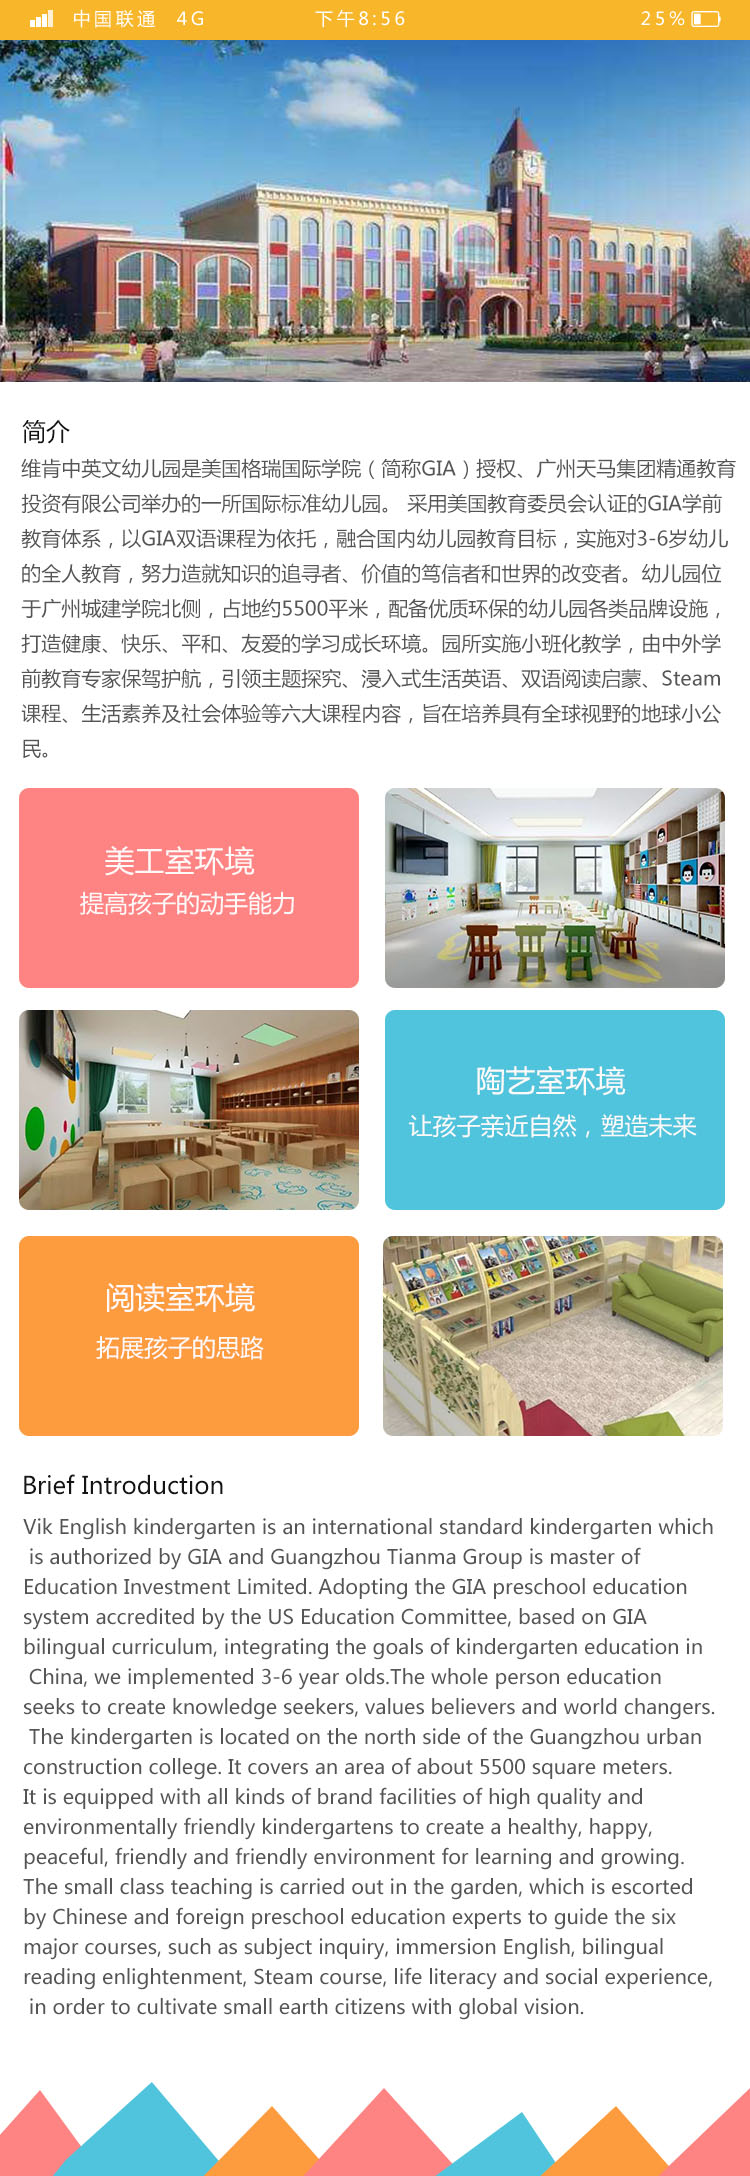 中国联通 4G 下午8:56 25%
简介
维肯中英文幼儿园是美国格瑞国际学院（简称GIA）授权、广州天马集团精通教育
投资有限公司举办的一所国际标准幼儿园。 采用美国教育委员会认证的GIA学前
教育体系，以GIA双语课程为依托，融合国内幼儿园教育目标，实施对3-6岁幼儿
的全人教育，努力造就知识的追寻者、价值的笃信者和世界的改变者。幼儿园位
于广州城建学院北侧，占地约5500平米，配备优质环保的幼儿园各类品牌设施，
打造健康、快乐、平和、友爱的学习成长环境。园所实施小班化教学，由中外学
前教育专家保驾护航，引领主题探究、浸入式生活英语、双语阅读启蒙、Steam
课程、生活素养及社会体验等六大课程内容，旨在培养具有全球视野的地球小公
民。
美工室环境
提高孩子的动手能力
陶艺室环境
让孩子亲近自然，塑造未来
阅读室环境
拓展孩子的思路
Brief Introduction
Vik English kindergarten is an international standard kindergarten which
is authorized by GIA and Guangzhou Tianma Group is master of
Education Investment Limited. Adopting the GIA preschool education
system accredited by the US Education Committee, based on GIA
bilingual curriculum, integrating the goals of kindergarten education in
China, we implemented 3-6 year olds.The whole person education
seeks to create knowledge seekers, values believers and world changers.
The kindergarten is located on the north side of the Guangzhou urban
construction college. It covers an area of about 5500 square meters.
It is equipped with all kinds of brand facilities of high quality and
environmentally friendly kindergartens to create a healthy, happy,
peaceful, friendly and friendly environment for learning and growing.
The small class teaching is carried out in the garden, which is escorted
by Chinese and foreign preschool education experts to guide the six
major courses, such as subject inquiry, immersion English, bilingual
reading enlightenment, Steam course, life literacy and social experience,
in order to cultivate small earth citizens with global vision.